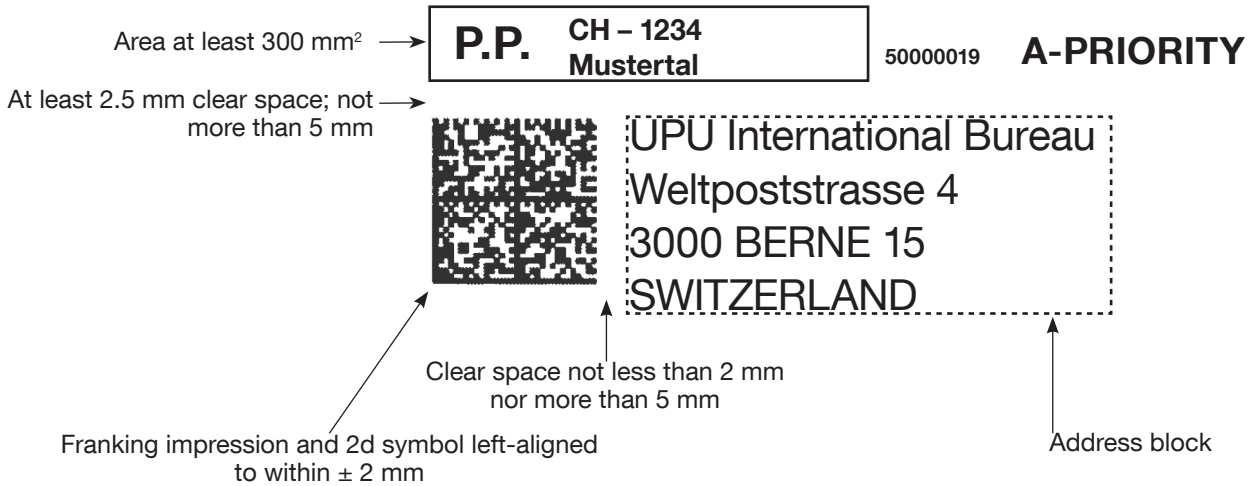 Area at least 300 mm²
P.P.
CH – 1234
Mustertal
50000019
A-PRIORITY
At least 2.5 mm clear space; not
more than 5 mm
UPU International Bureau
Weltpoststrasse 4
3000 BERNE 15
SWITZERLAND
Clear space not less than 2 mm
nor more than 5 mm
Franking impression and 2d symbol left-aligned
to within ± 2 mm
Address block